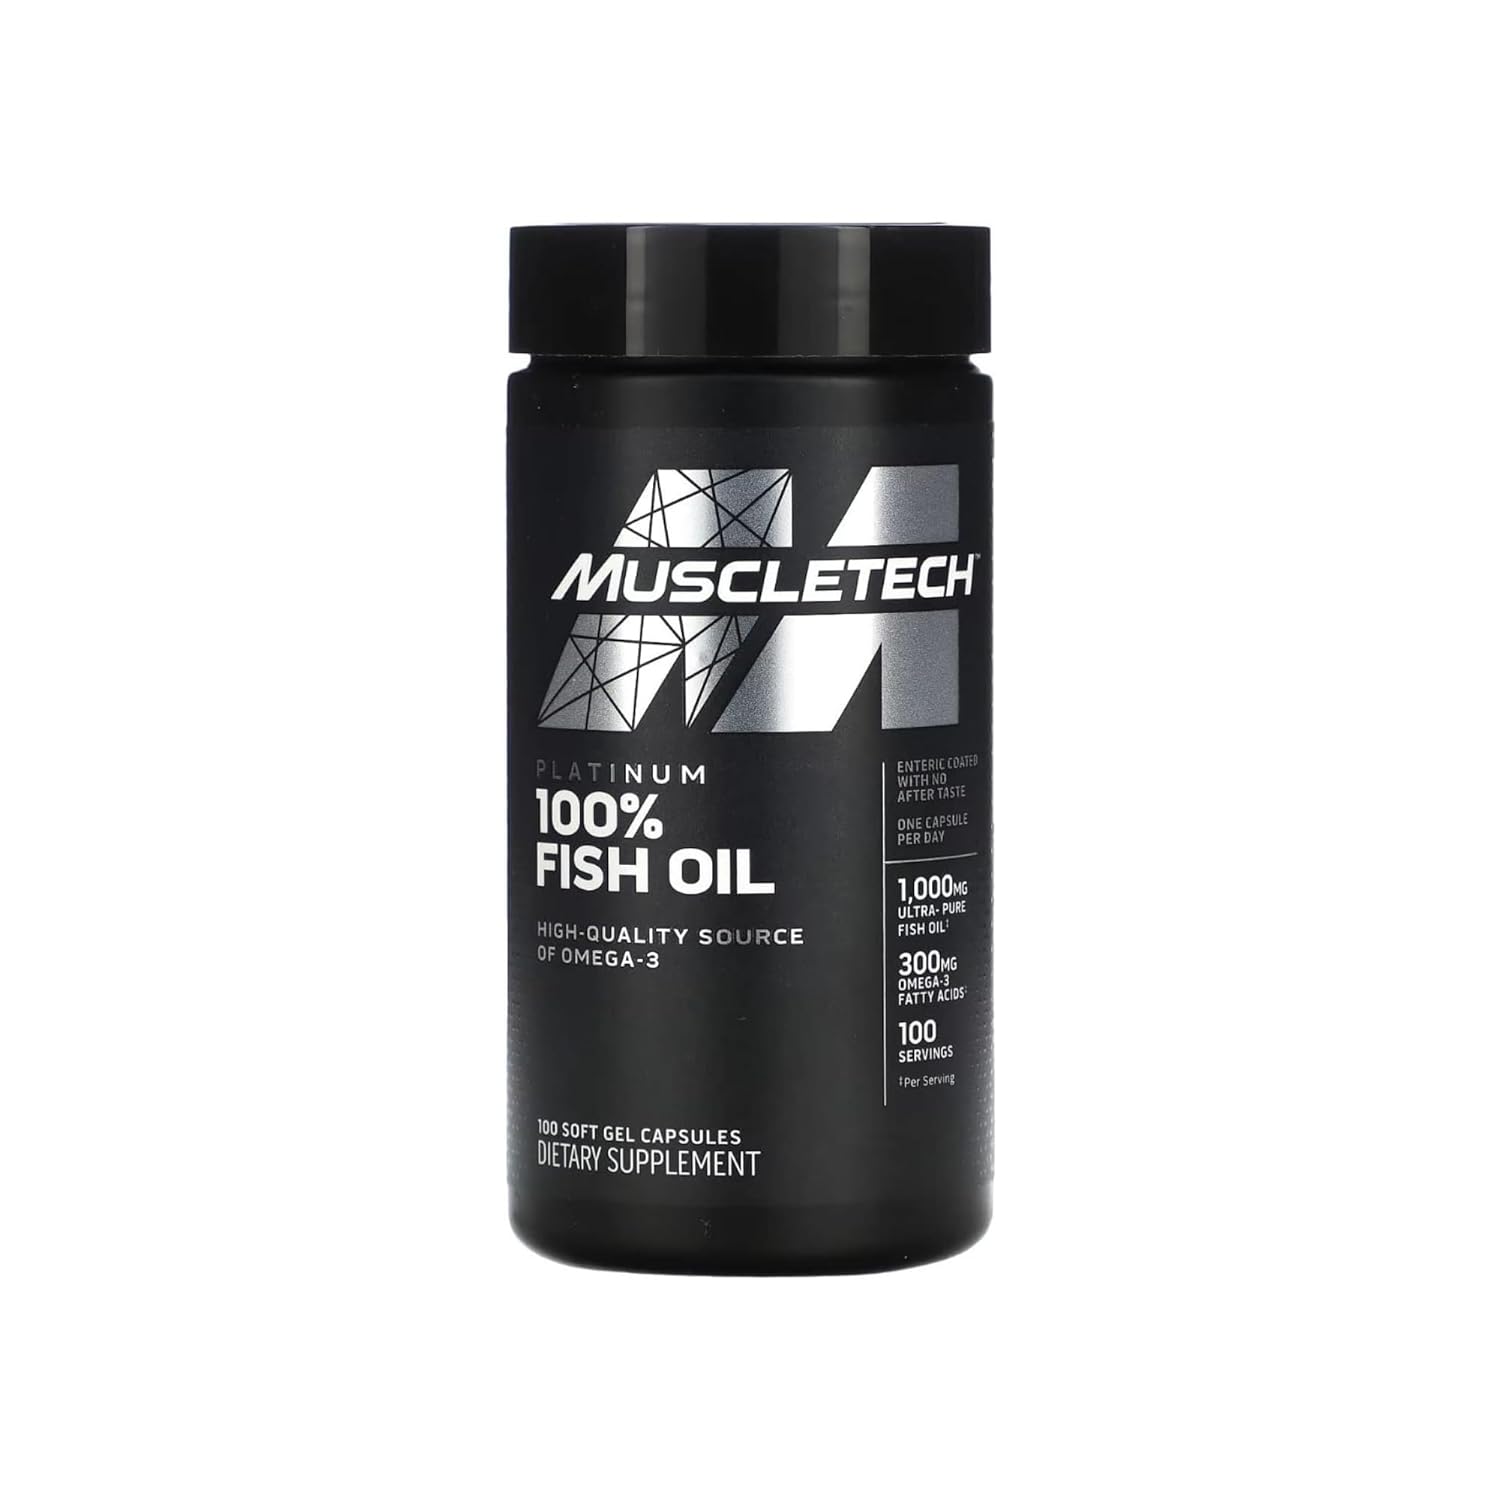 MUSCLETECH™
PLATINUM
100%
FISH OIL
HIGH-QUALITY SOURCE
OF OMEGA-3
100 SOFT GEL CAPSULES
DIETARY SUPPLEMENT
ENTERIC COATED
WITH NO
AFTER TASTE
ONE CAPSULE
PER DAY
1,000MG
ULTRA- PURE
FISH OIL‡
300MG
OMEGA-3
FATTY ACIDS‡
100
SERVINGS
‡Per Serving